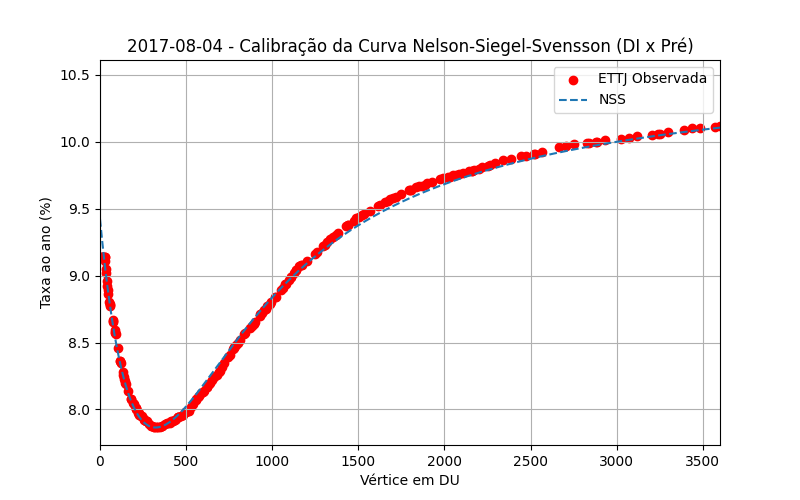 2017-08-04 - Calibração da Curva Nelson-Siegel-Svensson (DI x Pré)
ETTJ Observada
NSS
Taxa ao ano (%)
10.5
10.0
9.5
9.0
8.5
8.0
0 500 1000 1500 2000 2500 3000 3500
Vértice em DU